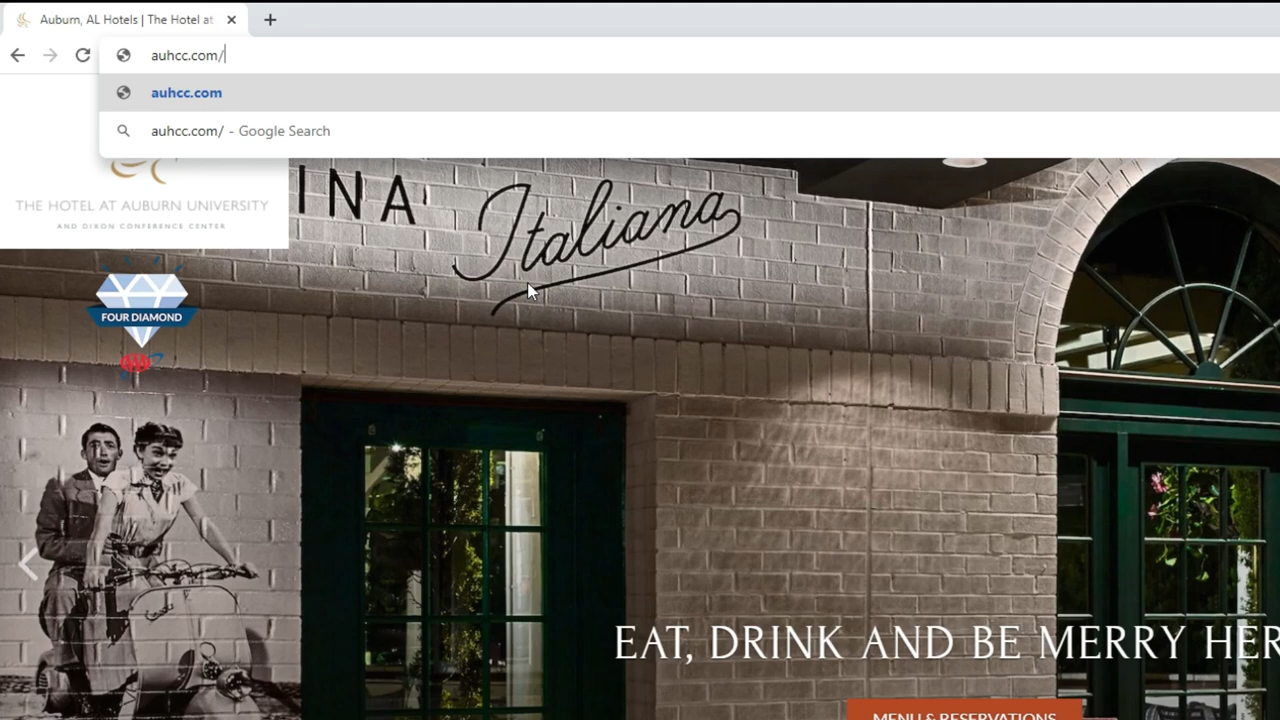 Auburn, AL Hotels | The Hotel at
auhcc.com/
auhcc.com
auhcc.com/ - Google Search
THE HOTEL AT AUBURN UNIVERSITY
AND DIXON CONFERENCE CENTER
INA
Italiana
FOUR DIAMOND
EAT, DRINK AND BE MERRY HER
MENU & RESERVATIONS